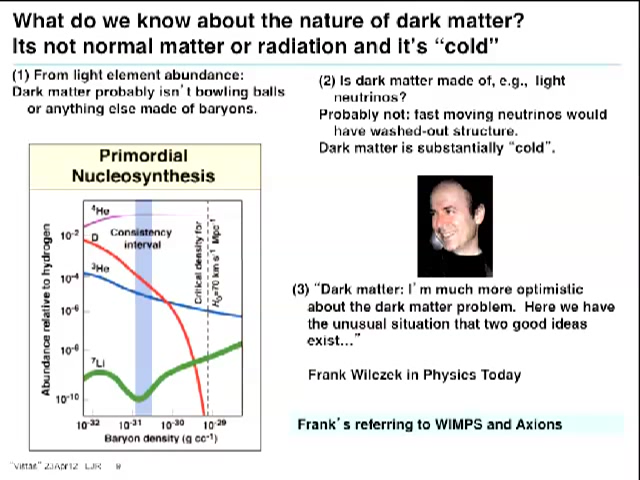 What do we know about the nature of dark matter?
Its not normal matter or radiation and it's "cold"
(1) From light element abundance:
Dark matter probably isn't bowling balls
or anything else made of baryons.
(2) Is dark matter made of, e.g., light
neutrinos?
Probably not: fast moving neutrinos would
have washed-out structure.
Dark matter is substantially "cold".
Primordial
Nucleosynthesis
⁴He
D
Consistency
interval
³He
⁷Li
Critical density for
H₀=70 km s⁻¹ Mpc⁻¹
Abundance relative to hydrogen
10⁻²
10⁻⁴
10⁻⁶
10⁻⁸
10⁻¹⁰
10⁻³² 10⁻³¹ 10⁻³⁰ 10⁻²⁹
Baryon density (g cc⁻¹)
(3) "Dark matter: I'm much more optimistic
about the dark matter problem. Here we have
the unusual situation that two good ideas
exist…"
Frank Wilczek in Physics Today
Frank's referring to WIMPS and Axions
23Apr12 LJR